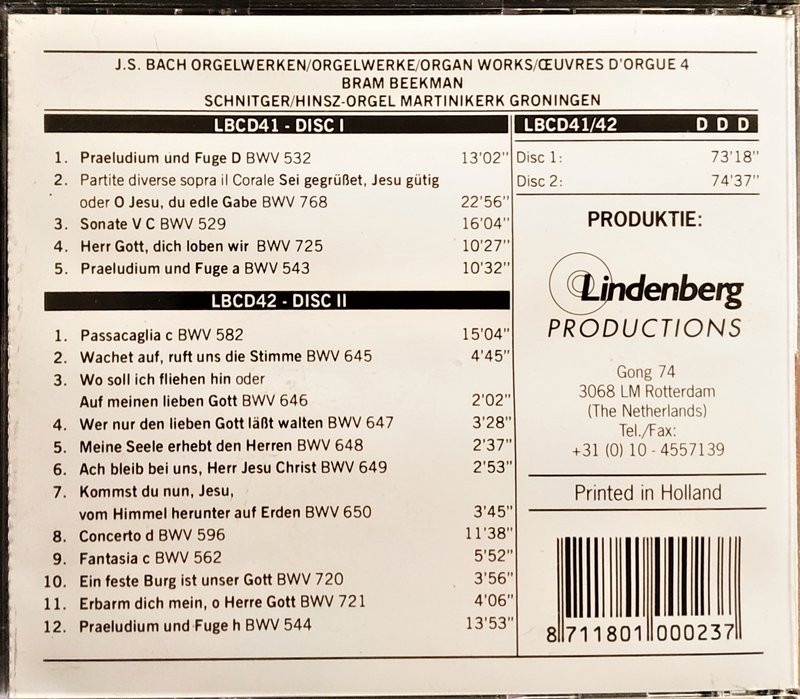 J.S. BACH ORGELWERKEN/ORGELWERKE/ORGAN WORKS/ŒUVRES D'ORGUE 4
BRAM BEEKMAN
SCHNITGER/HINSZ-ORGEL MARTINIKERK GRONINGEN
LBCD41 - DISC I
1. Praeludium und Fuge D BWV 532 13'02"
2. Partite diverse sopra il Corale Sei gegrüßet, Jesu gütig
oder O Jesu, du edle Gabe BWV 768 22'56"
3. Sonate V C BWV 529 16'04"
4. Herr Gott, dich loben wir BWV 725 10'27"
5. Praeludium und Fuge a BWV 543 10'32"
LBCD42 - DISC II
1. Passacaglia c BWV 582 15'04"
2. Wachet auf, ruft uns die Stimme BWV 645 4'45"
3. Wo soll ich fliehen hin oder
Auf meinen lieben Gott BWV 646 2'02"
4. Wer nur den lieben Gott läßt walten BWV 647 3'28"
5. Meine Seele erhebt den Herren BWV 648 2'37"
6. Ach bleib bei uns, Herr Jesu Christ BWV 649 2'53"
7. Kommst du nun, Jesu,
vom Himmel herunter auf Erden BWV 650 3'45"
8. Concerto d BWV 596 11'38"
9. Fantasia c BWV 562 5'52"
10. Ein feste Burg ist unser Gott BWV 720 3'56"
11. Erbarm dich mein, o Herre Gott BWV 721 4'06"
12. Praeludium und Fuge h BWV 544 13'53"
LBCD41/42 D D D
Disc 1: 73'18"
Disc 2: 74'37"
PRODUKTIE:
Lindenberg
PRODUCTIONS
Gong 74
3068 LM Rotterdam
(The Netherlands)
Tel./Fax:
+31 (0) 10 - 4557139
Printed in Holland
8 711801 000237